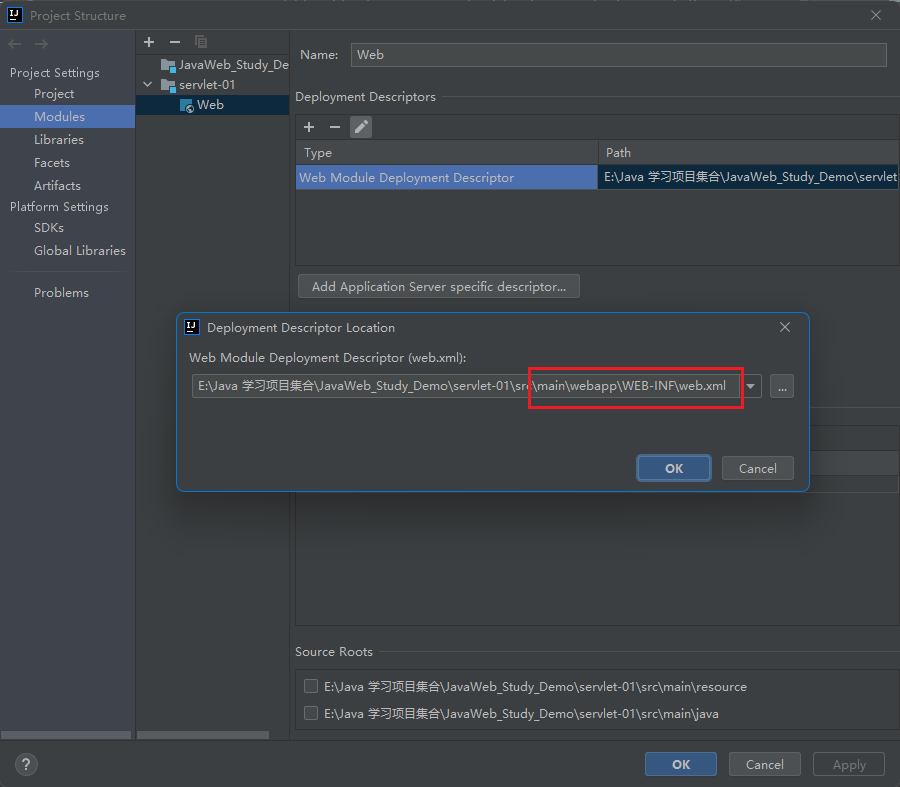 Project Structure
Project Settings
Project
Modules
Libraries
Facets
Artifacts
Platform Settings
SDKs
Global Libraries
Problems
JavaWeb_Study_De
servlet-01
Web
Name: Web
Deployment Descriptors
Type Path
Web Module Deployment Descriptor E:\Java 学习项目集合\JavaWeb_Study_Demo\servlet
Add Application Server specific descriptor...
Deployment Descriptor Location
Web Module Deployment Descriptor (web.xml):
E:\Java 学习项目集合\JavaWeb_Study_Demo\servlet-01\src\main\webapp\WEB-INF\web.xml ...
OK Cancel
Source Roots
E:\Java 学习项目集合\JavaWeb_Study_Demo\servlet-01\src\main\resource
E:\Java 学习项目集合\JavaWeb_Study_Demo\servlet-01\src\main\java
? OK Cancel Apply